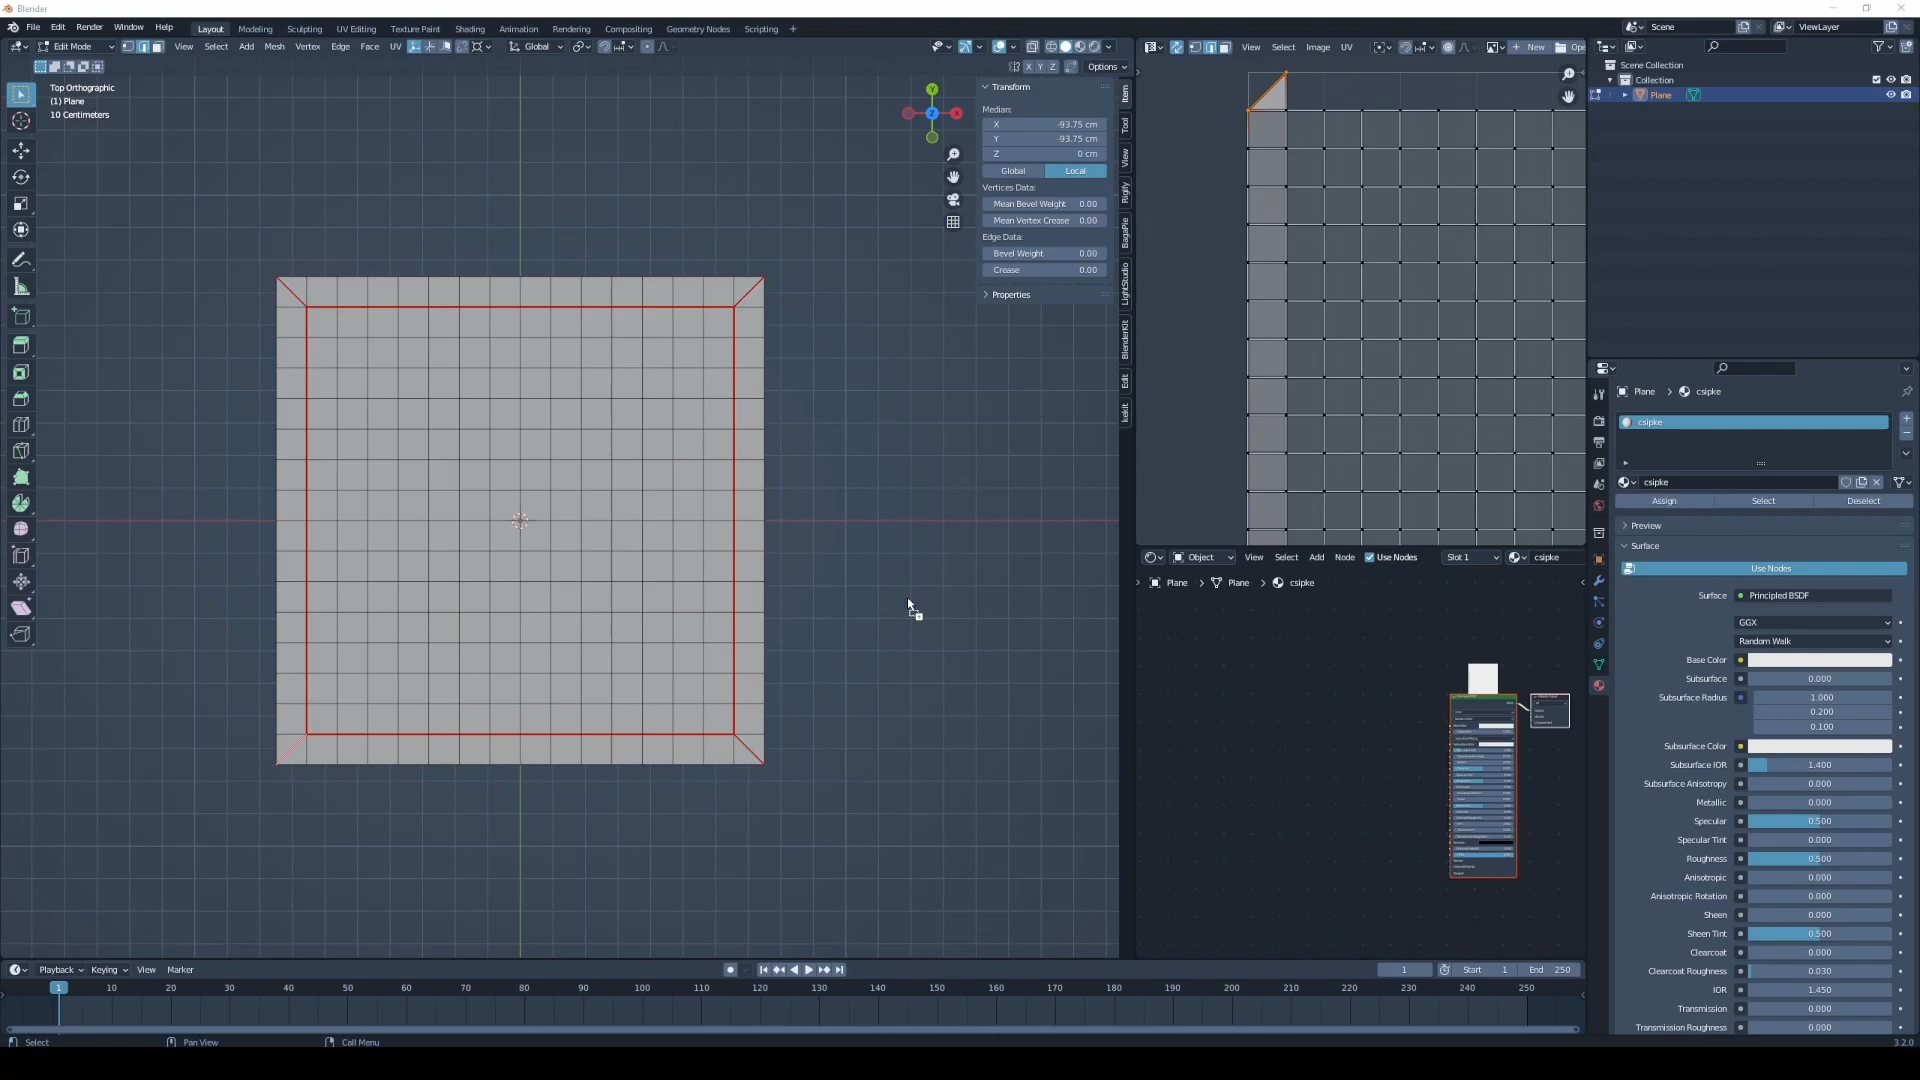 Blender
File Edit Render Window Help Layout Modeling Sculpting UV Editing Texture Paint Shading Animation Rendering Compositing Geometry Nodes Scripting + Scene ViewLayer
Edit Mode View Select Add Mesh Vertex Edge Face UV Global
X Y Z Options
Top Orthographic
(1) Plane
10 Centimeters
Y
X
Z
Transform
Median:
X -93.75 cm
Y -93.75 cm
Z 0 cm
Global Local
Vertices Data:
Mean Bevel Weight 0.00
Mean Vertex Crease 0.00
Edge Data:
Bevel Weight 0.00
Crease 0.00
Properties
Item
Tool
View
Rigify
BagaPie
LightStudio
BlenderKit
Edit
kekit
View Select Image UV New Ope
Scene Collection
Collection
Plane
Plane csipke
csipke
csipke
Assign Select Deselect
Preview
Surface
Use Nodes
Surface Principled BSDF
GGX
Random Walk
Base Color
Subsurface 0.000
Subsurface Radius 1.000
0.200
0.100
Subsurface Color
Subsurface IOR 1.400
Subsurface Anisotropy 0.000
Metallic 0.000
Specular 0.500
Specular Tint 0.000
Roughness 0.500
Anisotropic 0.000
Anisotropic Rotation 0.000
Sheen 0.000
Sheen Tint 0.500
Clearcoat 0.000
Clearcoat Roughness 0.030
IOR 1.450
Transmission 0.000
Transmission Roughness 0.000
Object View Select Add Node Use Nodes Slot 1 csipke
Plane > Plane > csipke
Playback Keying View Marker 1 Start 1 End 250
1 10 20 30 40 50 60 70 80 90 100 110 120 130 140 150 160 170 180 190 200 210 220 230 240 250
Select Pan View Call Menu 3.2.0